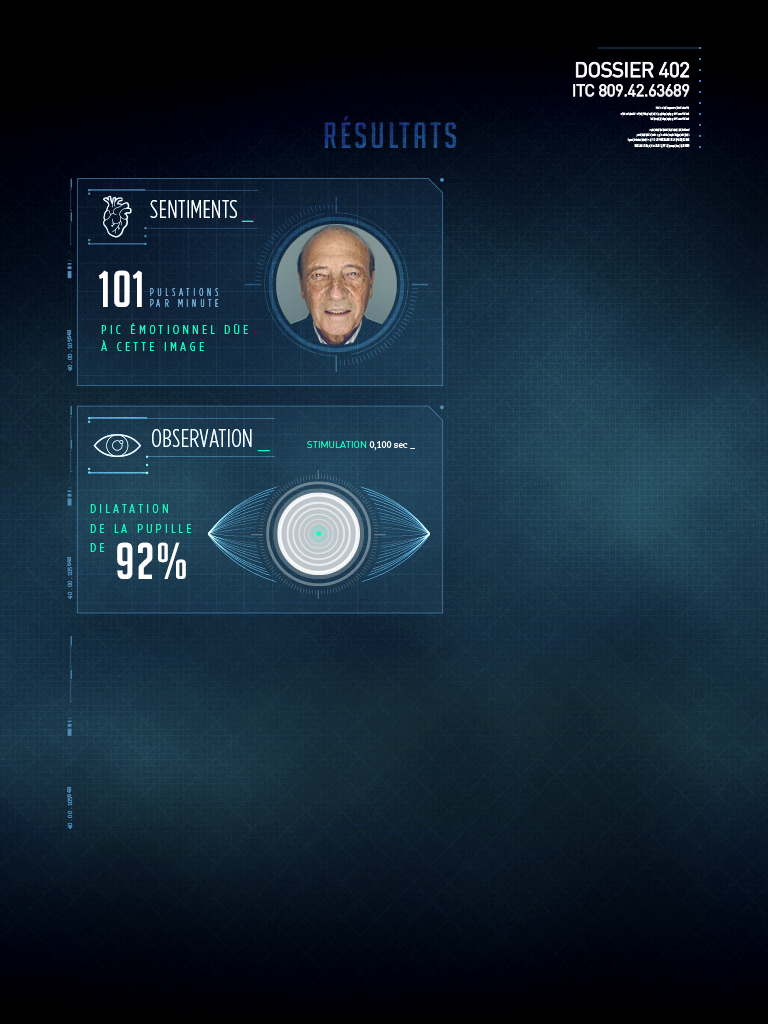 DOSSIER 402
ITC 809.42.63689
RÉSULTATS
SENTIMENTS _
101 PULSATIONS
PAR MINUTE
PIC ÉMOTIONNEL DÛE
À CETTE IMAGE
OBSERVATION _
STIMULATION 0,100 sec _
DILATATION
DE LA PUPILLE
DE 92%